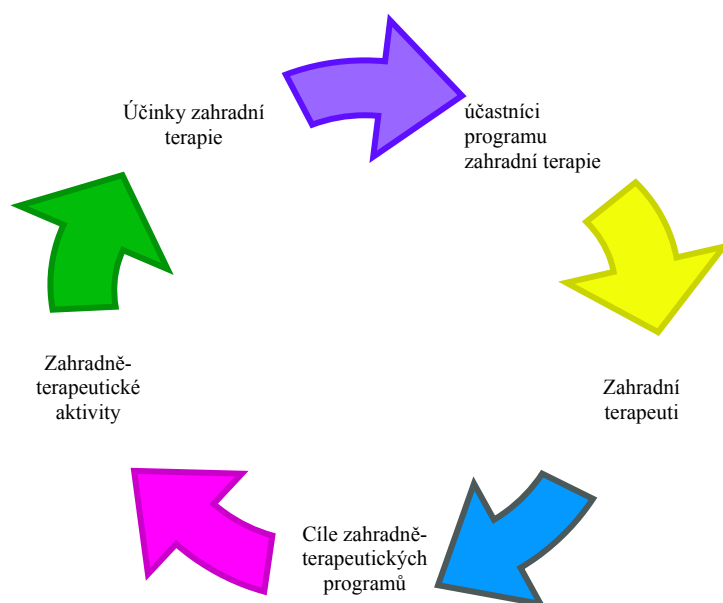 Účinky zahradní
terapie
účastníci
programu
zahradní terapie
Zahradní
terapeuti
Cíle zahradně-
terapeutických
programů
Zahradně-
terapeutické
aktivity